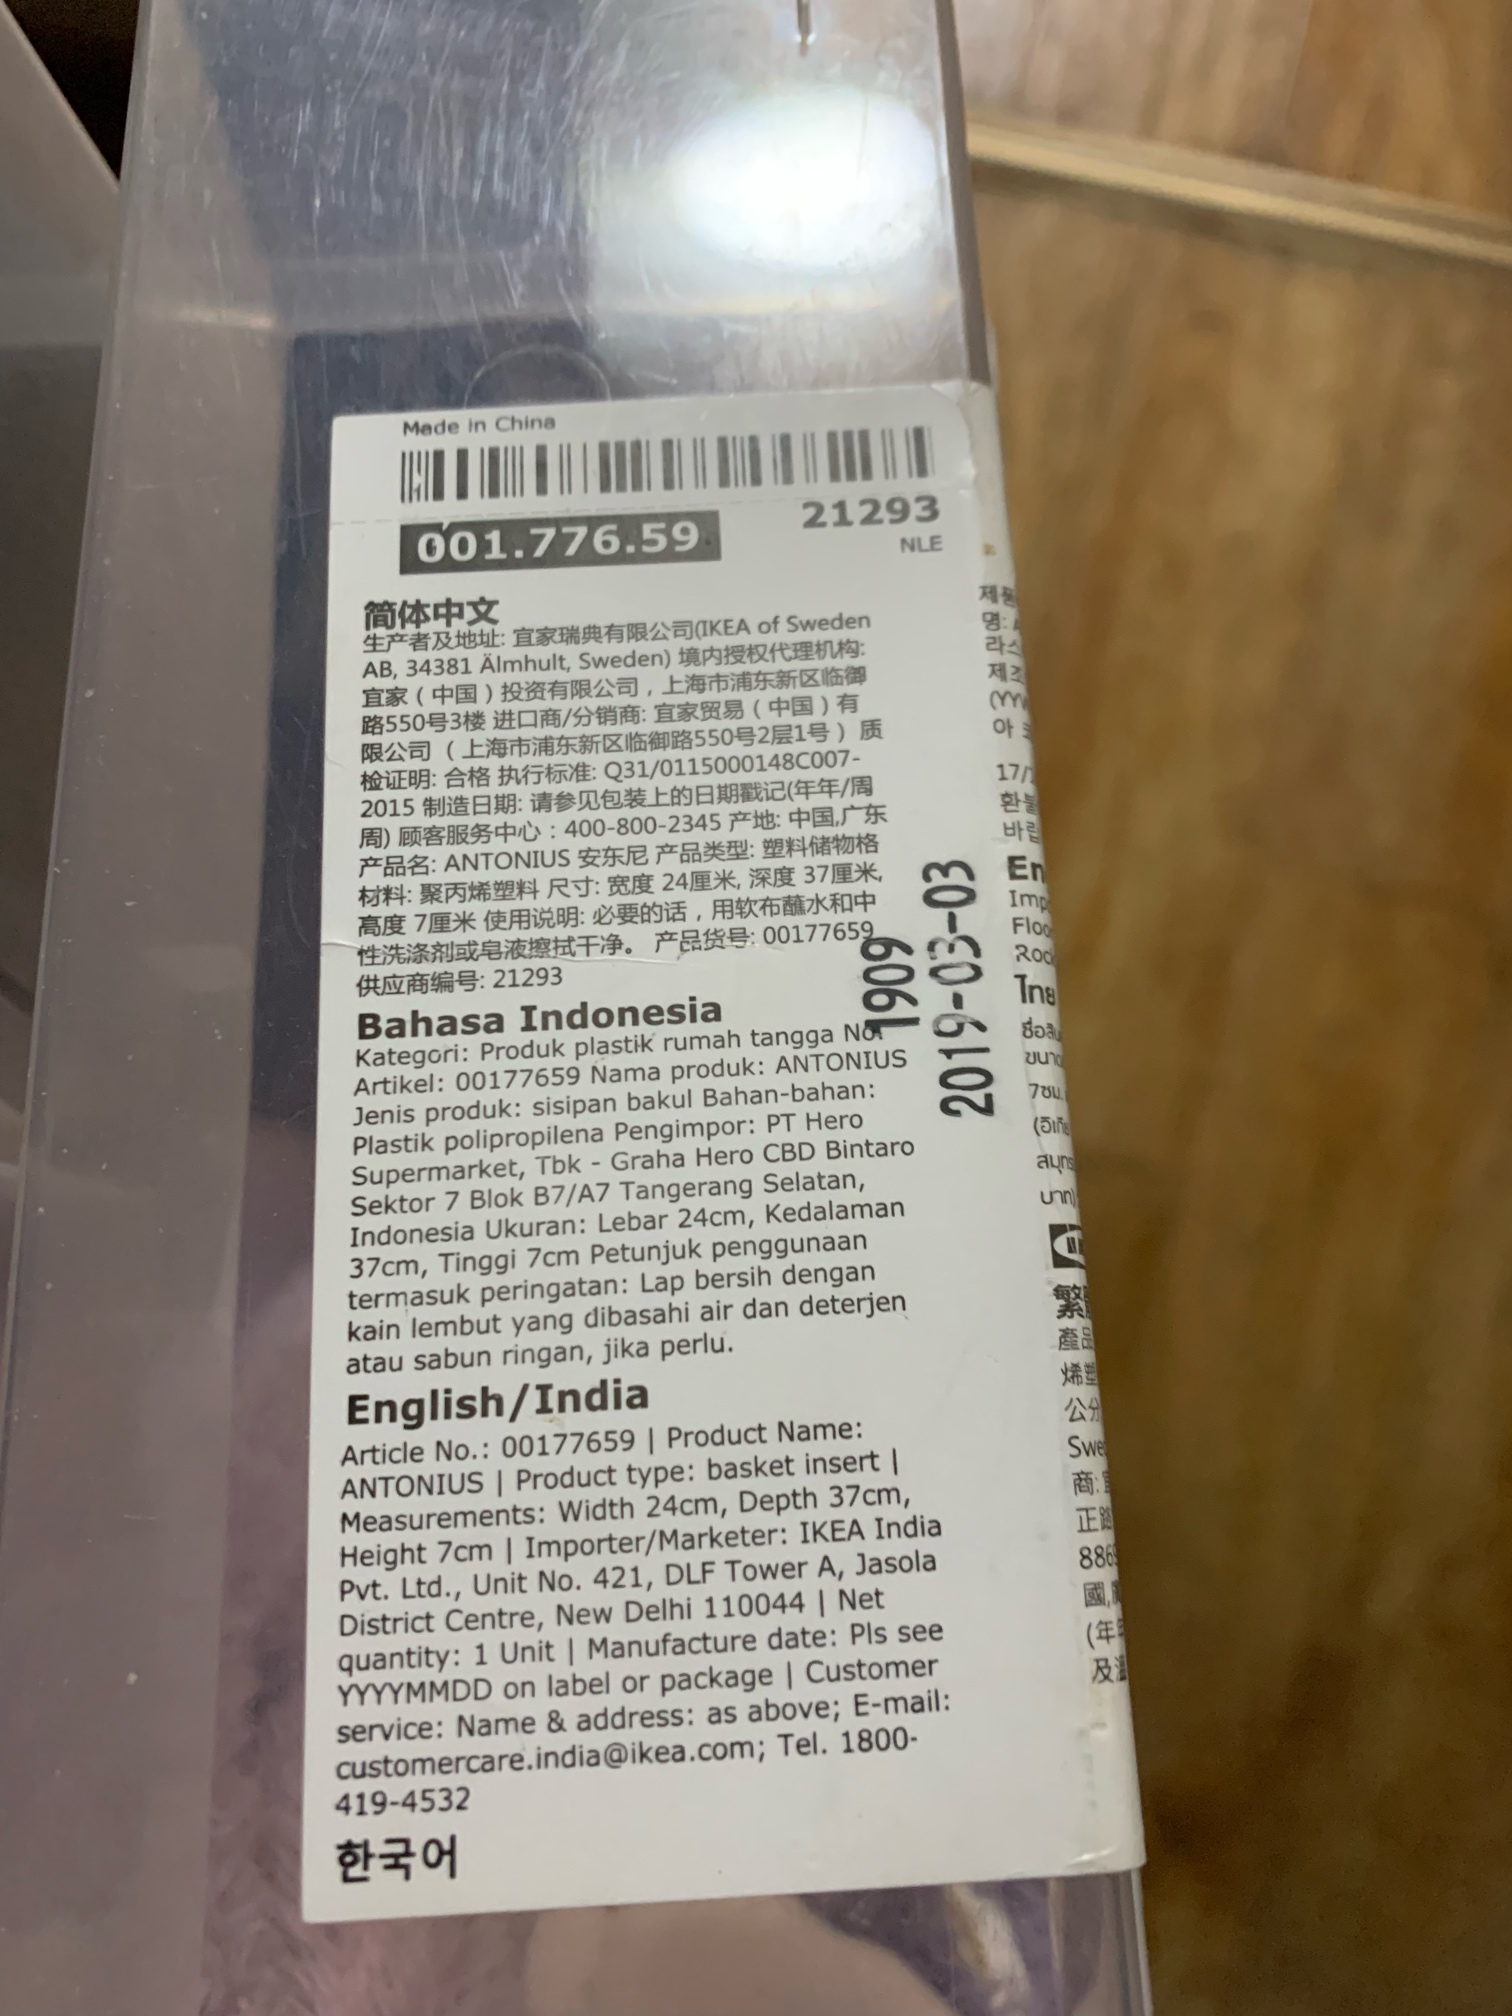 Made in China
001.776.59
21293
NLE
简体中文
生产者及地址: 宜家瑞典有限公司(IKEA of Sweden
AB, 34381 Älmhult, Sweden) 境内授权代理机构:
宜家（中国）投资有限公司，上海市浦东新区临御
路550号3楼 进口商/分销商: 宜家贸易（中国）有
限公司（上海市浦东新区临御路550号2层1号）质
检证明: 合格 执行标准: Q31/0115000148C007-
2015 制造日期: 请参见包装上的日期戳记(年年/周
周) 顾客服务中心：400-800-2345 产地: 中国,广东
产品名: ANTONIUS 安东尼 产品类型: 塑料储物格
材料: 聚丙烯塑料 尺寸: 宽度 24厘米, 深度 37厘米,
高度 7厘米 使用说明: 必要的话，用软布蘸水和中
性洗涤剂或皂液擦拭干净。 产品货号: 00177659
供应商编号: 21293
Bahasa Indonesia
Kategori: Produk plastik rumah tangga No.
Artikel: 00177659 Nama produk: ANTONIUS
Jenis produk: sisipan bakul Bahan-bahan:
Plastik polipropilena Pengimpor: PT Hero
Supermarket, Tbk - Graha Hero CBD Bintaro
Sektor 7 Blok B7/A7 Tangerang Selatan,
Indonesia Ukuran: Lebar 24cm, Kedalaman
37cm, Tinggi 7cm Petunjuk penggunaan
termasuk peringatan: Lap bersih dengan
kain lembut yang dibasahi air dan deterjen
atau sabun ringan, jika perlu.
English/India
Article No.: 00177659 | Product Name:
ANTONIUS | Product type: basket insert |
Measurements: Width 24cm, Depth 37cm,
Height 7cm | Importer/Marketer: IKEA India
Pvt. Ltd., Unit No. 421, DLF Tower A, Jasola
District Centre, New Delhi 110044 | Net
quantity: 1 Unit | Manufacture date: Pls see
YYYYMMDD on label or package | Customer
service: Name & address: as above; E-mail:
customercare.india@ikea.com; Tel. 1800-
419-4532
한국어
1909
2019-03-03